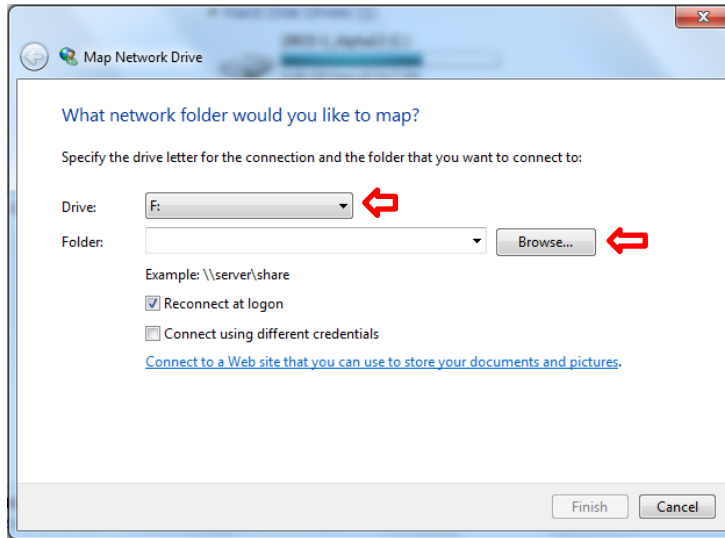 Map Network Drive
What network folder would you like to map?
Specify the drive letter for the connection and the folder that you want to connect to:
Drive: F:
Folder: Browse...
Example: \\server\share
Reconnect at logon
Connect using different credentials
Connect to a Web site that you can use to store your documents and pictures.
Finish Cancel